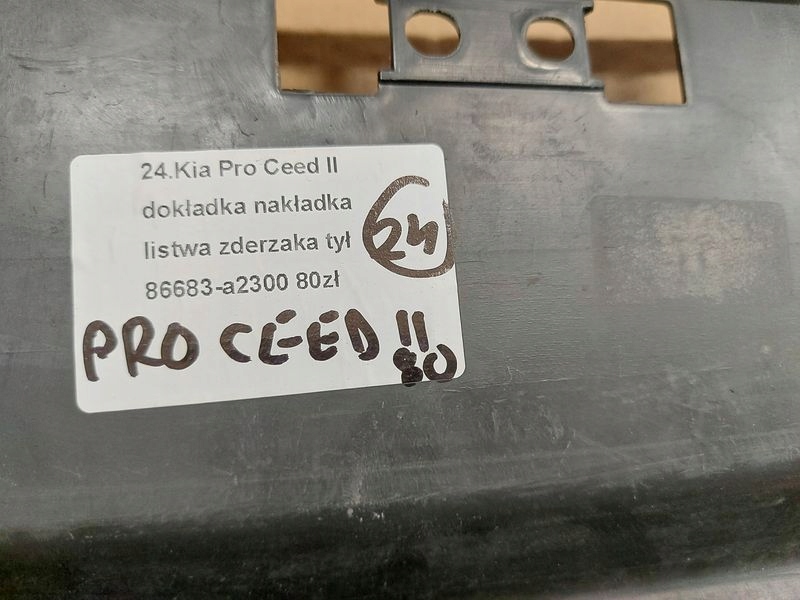 24.Kia Pro Ceed II
dokładka nakładka
listwa zderzaka tył
86683-a2300 80zł
24
PRO CEED II
80